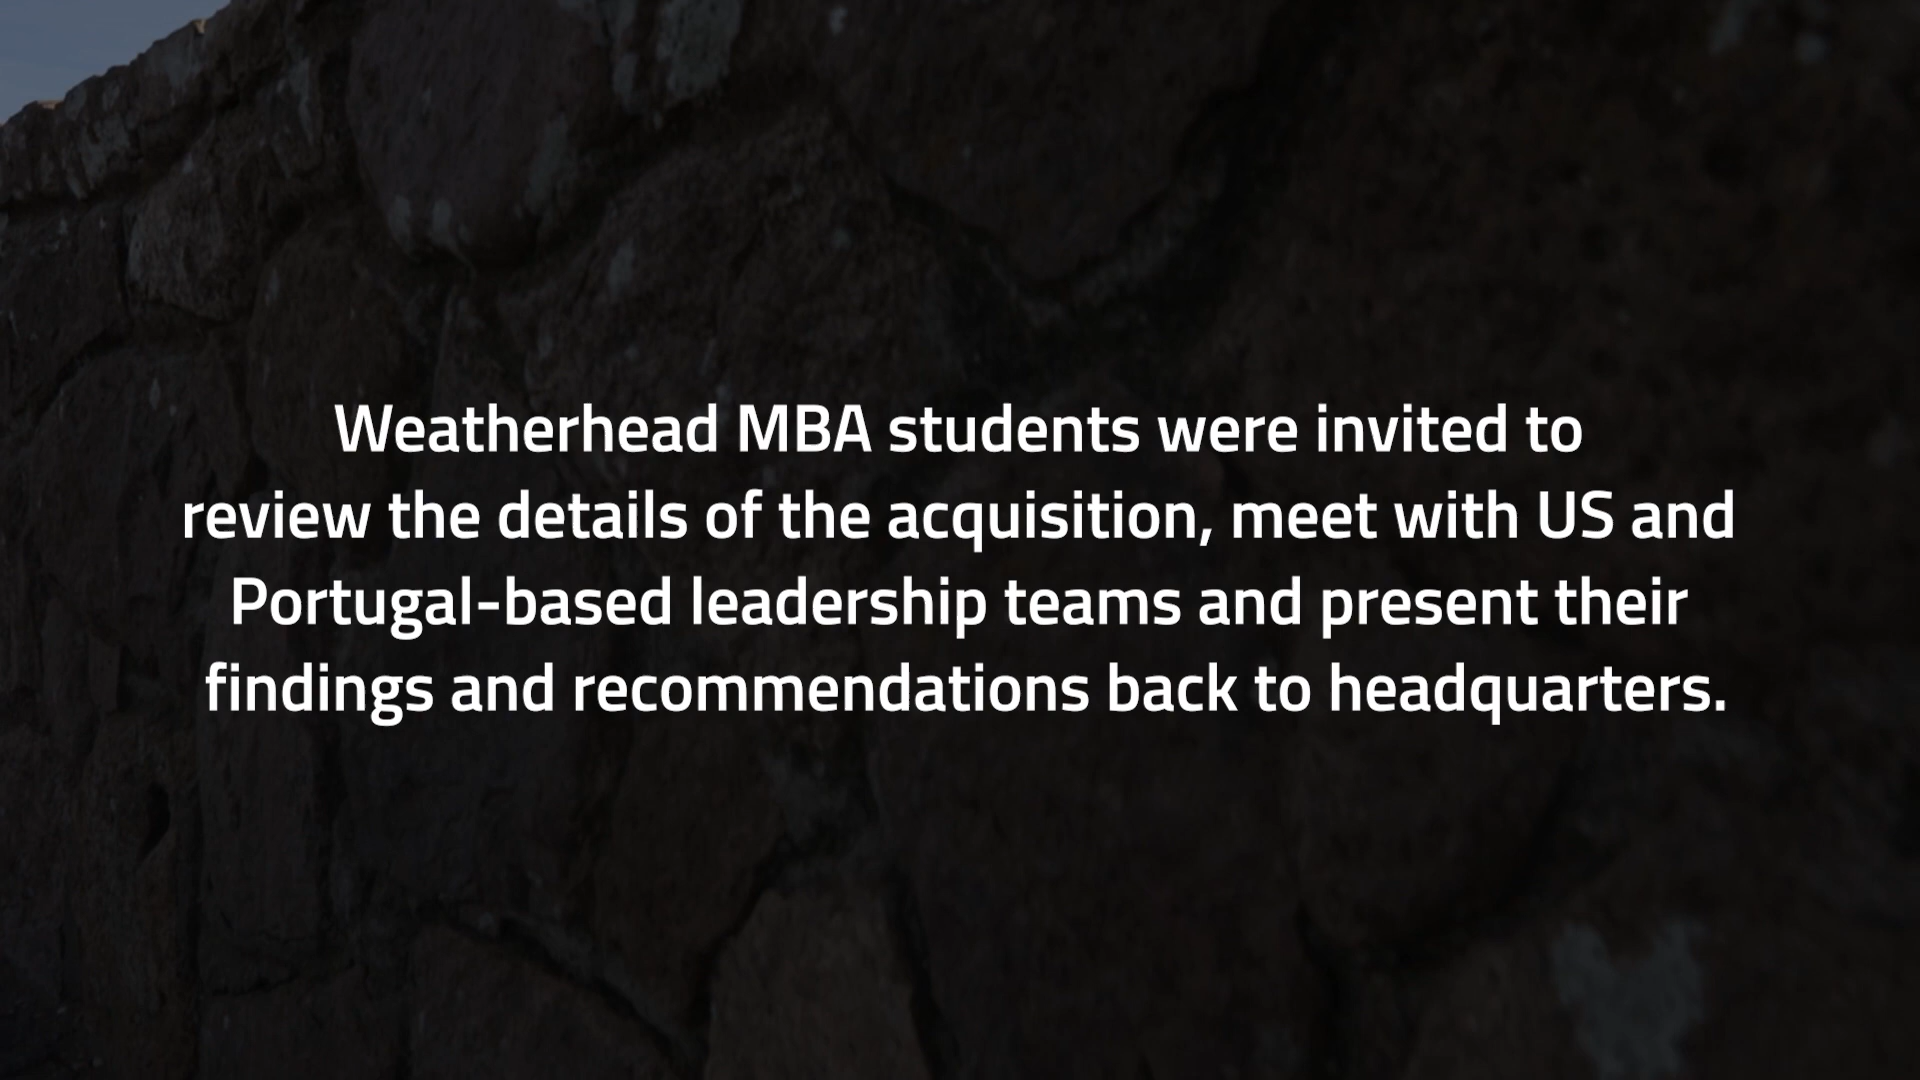 Weatherhead MBA students were invited to
review the details of the acquisition, meet with US and
Portugal-based leadership teams and present their
findings and recommendations back to headquarters.